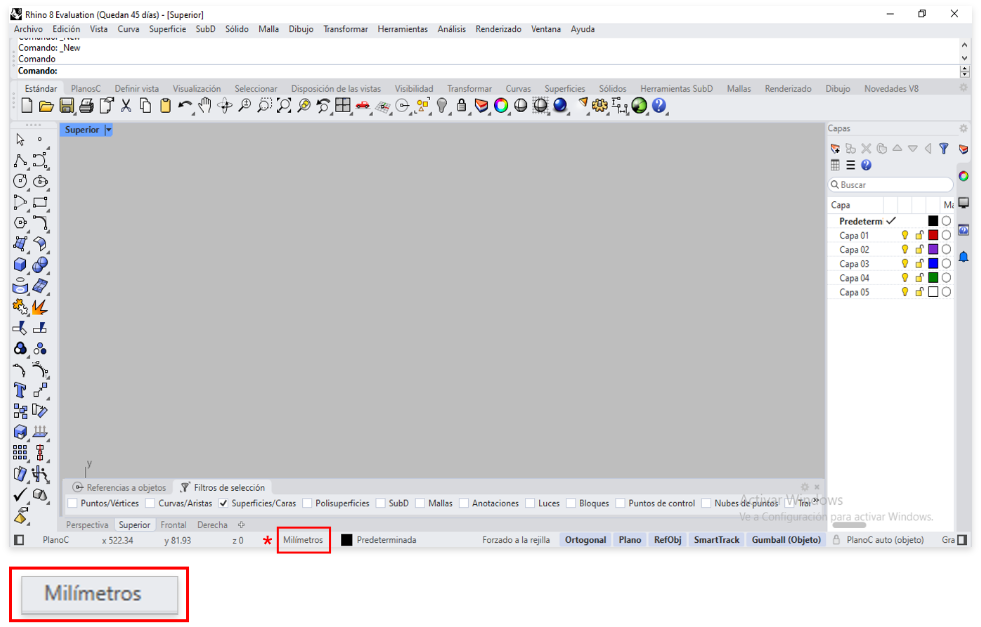 Rhino 8 Evaluation (Quedan 45 días) - [Superior]
Archivo Edición Vista Curva Superficie SubD Sólido Malla Dibujo Transformar Herramientas Análisis Renderizado Ventana Ayuda
Comando: _New
Comando
Comando:
Estándar PlanosC Definir vista Visualización Seleccionar Disposición de las vistas Visibilidad Transformar Curvas Superficies Sólidos Herramientas SubD Mallas Renderizado Dibujo Novedades V8
Superior
Capas
Buscar
Capa Ma
Predeterm
Capa 01
Capa 02
Capa 03
Capa 04
Capa 05
y
Referencias a objetos Filtros de selección
Puntos/Vértices Curvas/Aristas Superficies/Caras Polisuperficies SubD Mallas Anotaciones Luces Bloques Puntos de control Nubes de puntos
Activar Windows
Ve a Configuración para activar Windows.
Perspectiva Superior Frontal Derecha
PlanoC x 522.34 y 81.93 z 0 * Milímetros Predeterminada Forzado a la rejilla Ortogonal Plano RefObj SmartTrack Gumball (Objeto) PlanoC auto (objeto) Gra
Milímetros